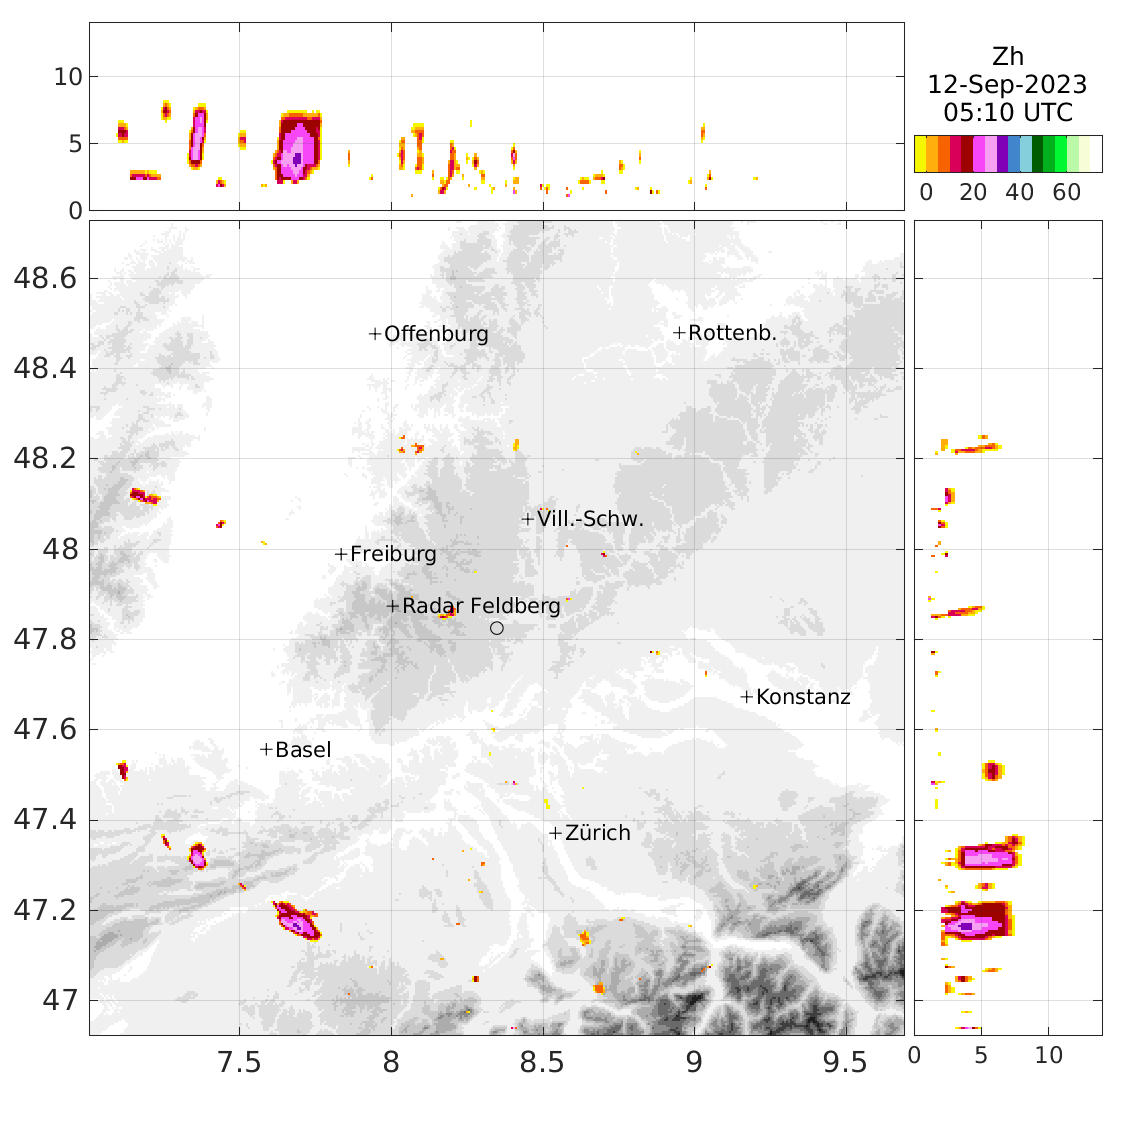 Zh
12-Sep-2023
05:10 UTC
0 20 40 60
10
5
0
48.6
48.4
48.2
48
47.8
47.6
47.4
47.2
47
Offenburg
Rottenb.
Vill.-Schw.
Freiburg
Radar Feldberg
Konstanz
Basel
Zürich
7.5 8 8.5 9 9.5
0 5 10